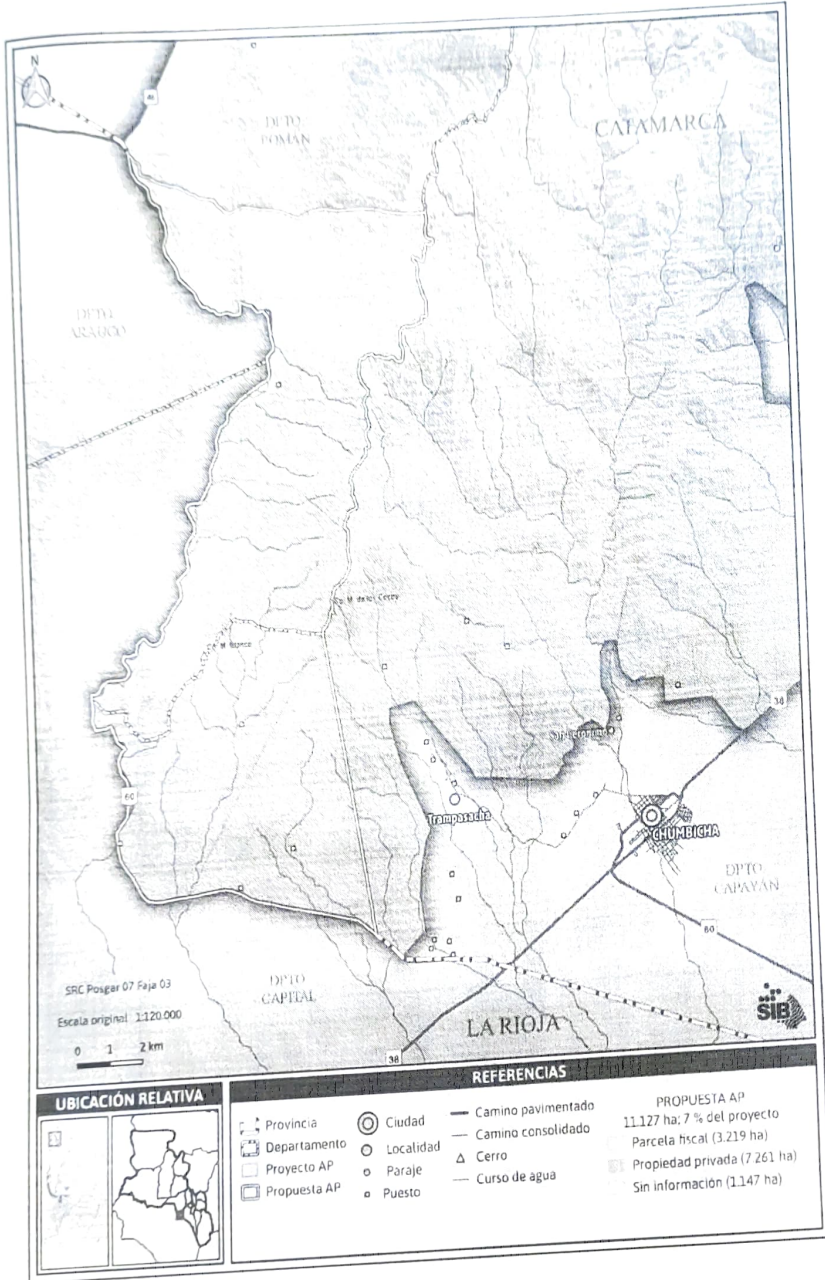 N
DPTO
POMAN
CATAMARCA
DPTO
ARAUCO
38
60
Trampasacha
CHUMBICHA
DPTO
CAPAYÁN
60
SRC Posgar 07 Faja 03
Escala original 1:120.000
0 1 2 km
DPTO
CAPITAL
LA RIOJA
38
SIB
UBICACIÓN RELATIVA
REFERENCIAS
Provincia
Departamento
Proyecto AP
Propuesta AP
Ciudad
Localidad
Paraje
Puesto
Camino pavimentado
Camino consolidado
Cerro
Curso de agua
PROPUESTA AP
11.127 ha; 7 % del proyecto
Parcela fiscal (3.219 ha)
Propiedad privada (7.261 ha)
Sin información (1.147 ha)